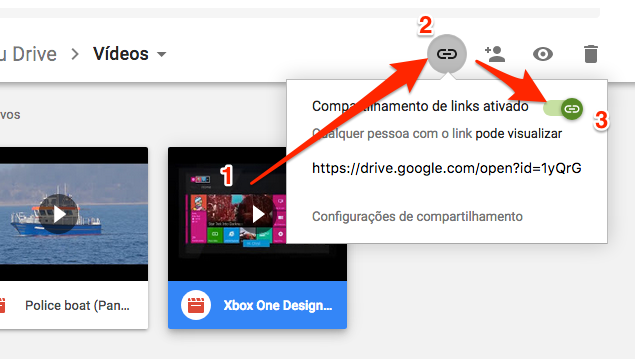 2
u Drive > Vídeos
vos
Compartilhamento de links ativado
3
Qualquer pessoa com o link pode visualizar
https://drive.google.com/open?id=1yQrG
1
Configurações de compartilhamento
Police boat (Pan...
Xbox One Design...